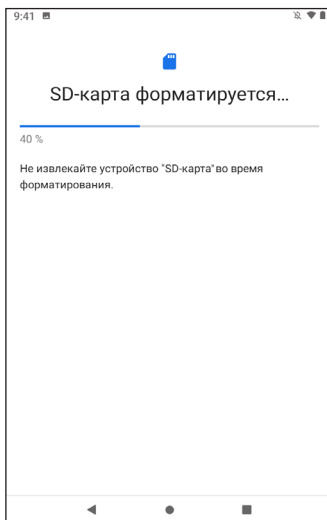 9:41
SD-карта форматируется...
40 %
Не извлекайте устройство "SD-карта" во время
форматирования.